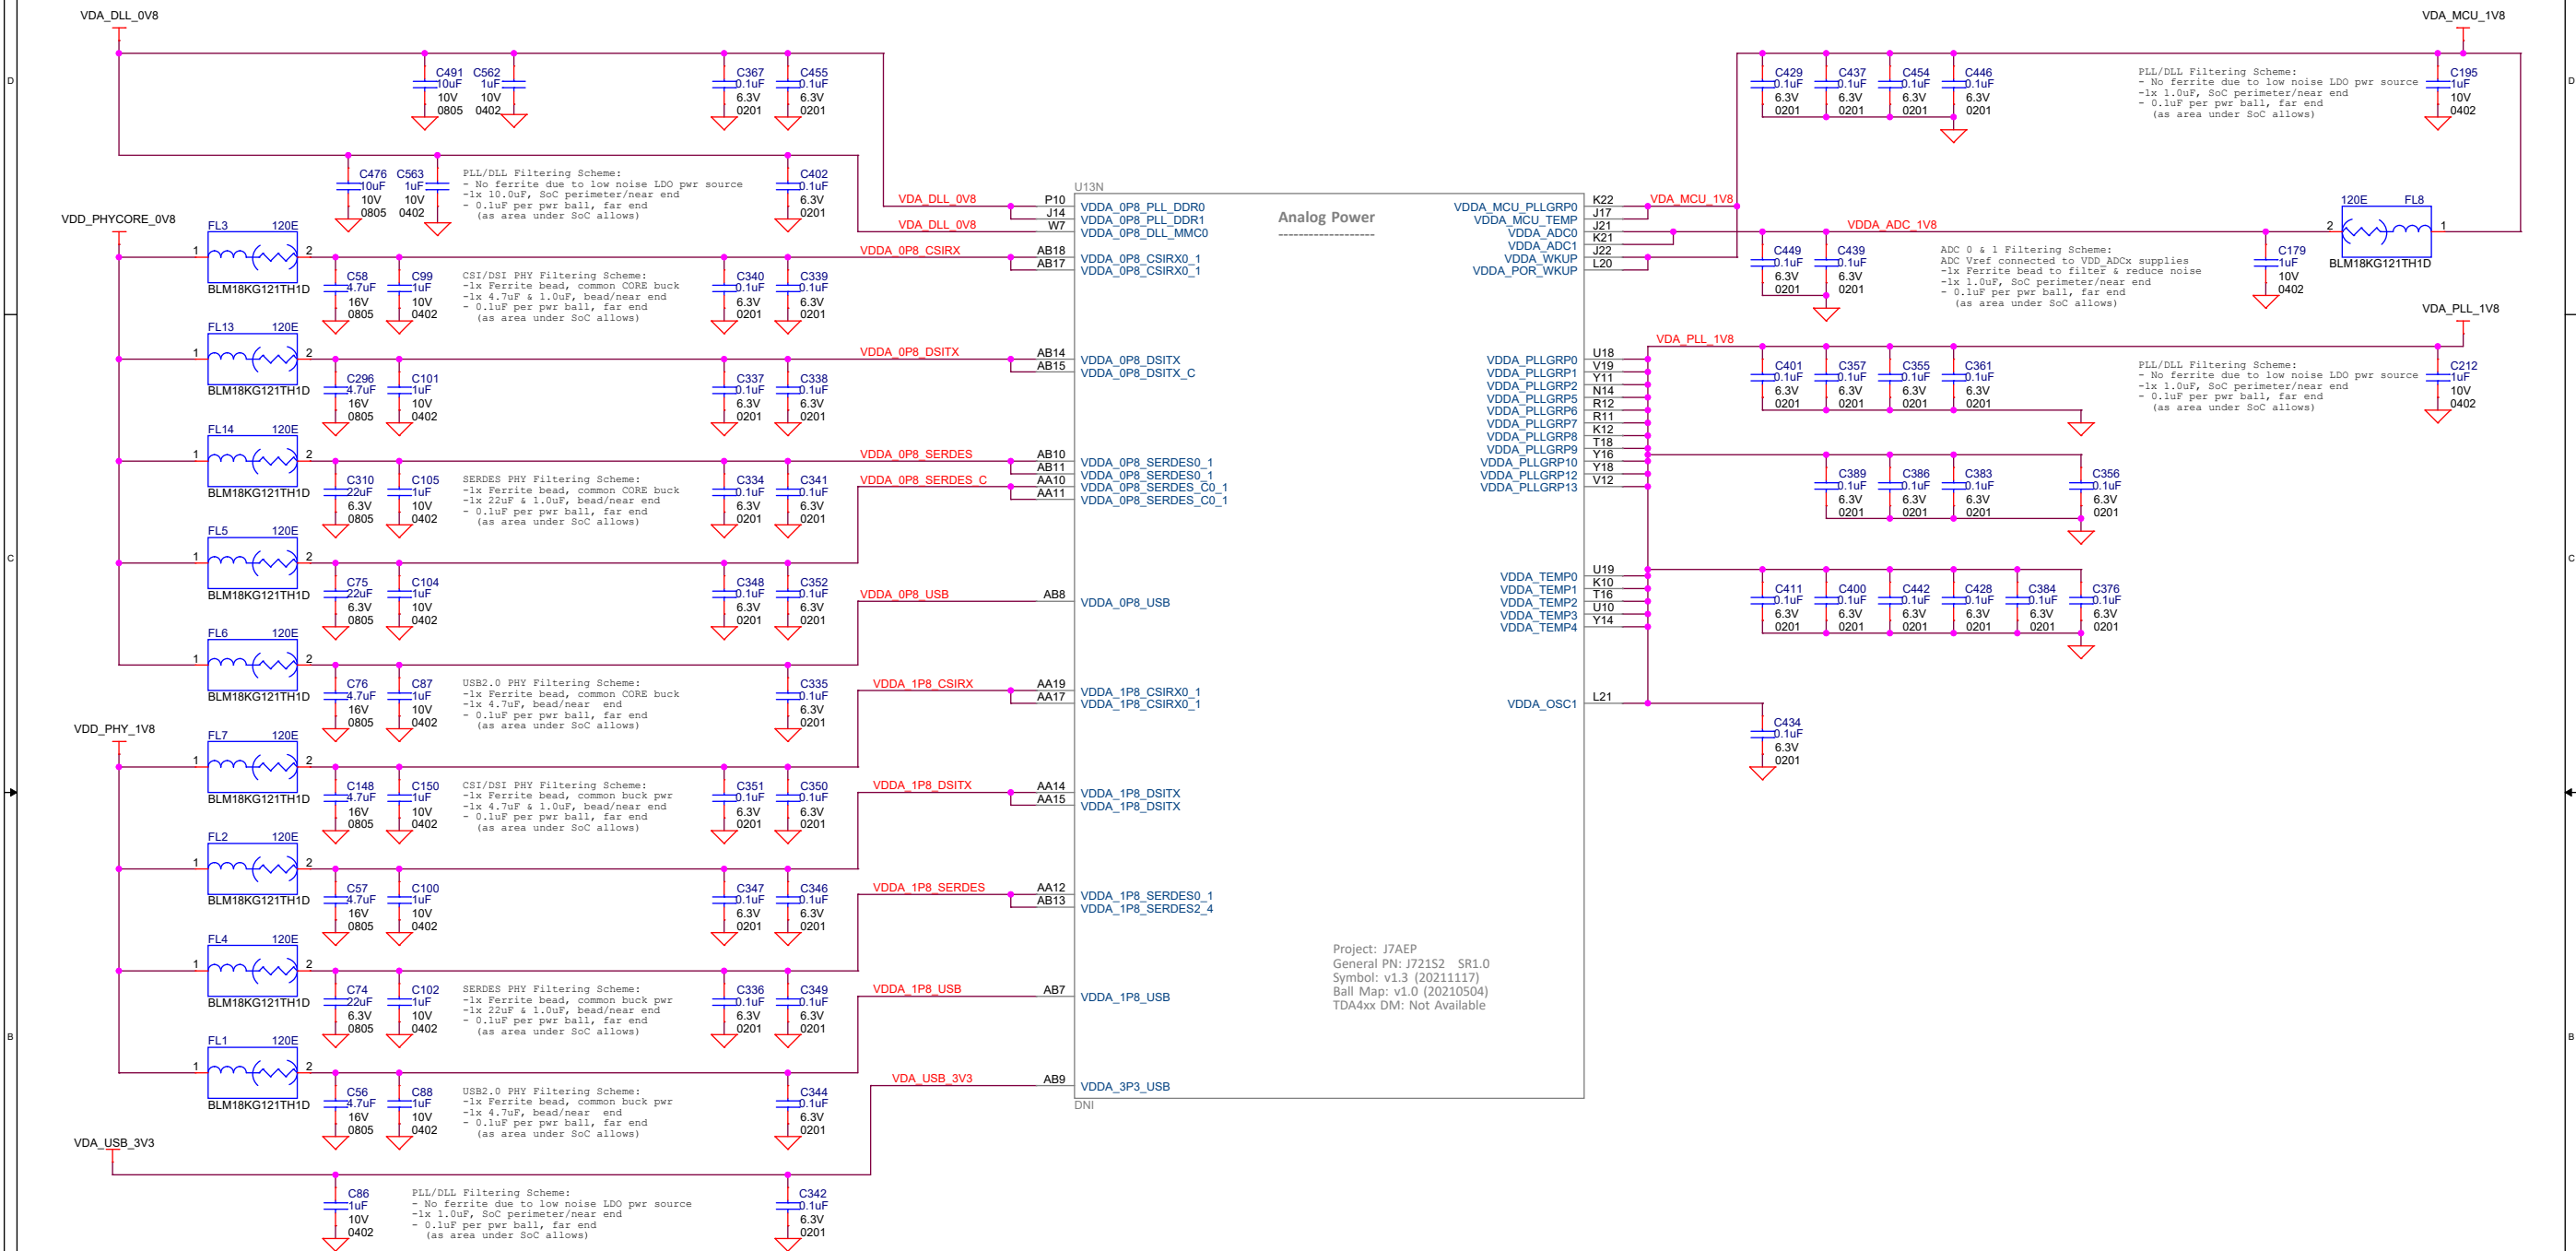 VDA_DLL_0V8
C491
10uF
10V
0805
C562
1uF
10V
0402
C367
0.1uF
6.3V
0201
C455
0.1uF
6.3V
0201
C476
10uF
10V
0805
C563
1uF
10V
0402
PLL/DLL Filtering Scheme:
- No ferrite due to low noise LDO pwr source
-1x 10.0uF, SoC perimeter/near end
- 0.1uF per pwr ball, far end
(as area under SoC allows)
C402
0.1uF
6.3V
0201
VDD_PHYCORE_0V8
FL3 120E
1 2
BLM18KG121TH1D
C58
4.7uF
16V
0805
C99
1uF
10V
0402
CSI/DSI PHY Filtering Scheme:
-1x Ferrite bead, common CORE buck
-1x 4.7uF & 1.0uF, bead/near end
- 0.1uF per pwr ball, far end
(as area under SoC allows)
C340
0.1uF
6.3V
0201
C339
0.1uF
6.3V
0201
FL13 120E
1 2
BLM18KG121TH1D
C296
4.7uF
16V
0805
C101
1uF
10V
0402
C337
0.1uF
6.3V
0201
C338
0.1uF
6.3V
0201
FL14 120E
1 2
BLM18KG121TH1D
C310
22uF
6.3V
0805
C105
1uF
10V
0402
SERDES PHY Filtering Scheme:
-1x Ferrite bead, common CORE buck
-1x 22uF & 1.0uF, bead/near end
- 0.1uF per pwr ball, far end
(as area under SoC allows)
C334
0.1uF
6.3V
0201
C341
0.1uF
6.3V
0201
FL5 120E
1 2
BLM18KG121TH1D
C75
22uF
6.3V
0805
C104
1uF
10V
0402
C348
0.1uF
6.3V
0201
C352
0.1uF
6.3V
0201
FL6 120E
1 2
BLM18KG121TH1D
C76
4.7uF
16V
0805
C87
1uF
10V
0402
USB2.0 PHY Filtering Scheme:
-1x Ferrite bead, common CORE buck
-1x 4.7uF, bead/near  end
- 0.1uF per pwr ball, far end
(as area under SoC allows)
C335
0.1uF
6.3V
0201
VDD_PHY_1V8
FL7 120E
1 2
BLM18KG121TH1D
C148
4.7uF
16V
0805
C150
1uF
10V
0402
CSI/DSI PHY Filtering Scheme:
-1x Ferrite bead, common buck pwr
-1x 4.7uF & 1.0uF, bead/near end
- 0.1uF per pwr ball, far end
(as area under SoC allows)
C351
0.1uF
6.3V
0201
C350
0.1uF
6.3V
0201
FL2 120E
1 2
BLM18KG121TH1D
C57
4.7uF
16V
0805
C100
1uF
10V
0402
C347
0.1uF
6.3V
0201
C346
0.1uF
6.3V
0201
FL4 120E
1 2
BLM18KG121TH1D
C74
22uF
6.3V
0805
C102
1uF
10V
0402
SERDES PHY Filtering Scheme:
-1x Ferrite bead, common buck pwr
-1x 22uF & 1.0uF, bead/near end
- 0.1uF per pwr ball, far end
(as area under SoC allows)
C336
0.1uF
6.3V
0201
C349
0.1uF
6.3V
0201
FL1 120E
1 2
BLM18KG121TH1D
C56
4.7uF
16V
0805
C88
1uF
10V
0402
USB2.0 PHY Filtering Scheme:
-1x Ferrite bead, common buck pwr
-1x 4.7uF, bead/near  end
- 0.1uF per pwr ball, far end
(as area under SoC allows)
C344
0.1uF
6.3V
0201
VDA_USB_3V3
C86
1uF
10V
0402
PLL/DLL Filtering Scheme:
- No ferrite due to low noise LDO pwr source
-1x 1.0uF, SoC perimeter/near end
- 0.1uF per pwr ball, far end
(as area under SoC allows)
C342
0.1uF
6.3V
0201
U13N
Analog Power
-------------------
VDA_DLL_0V8 P10 VDDA_0P8_PLL_DDR0
J14 VDDA_0P8_PLL_DDR1
VDA_DLL_0V8 W7 VDDA_0P8_DLL_MMC0
VDDA_0P8_CSIRX AB18 VDDA_0P8_CSIRX0_1
AB17 VDDA_0P8_CSIRX0_1
VDDA_0P8_DSITX AB14 VDDA_0P8_DSITX
AB15 VDDA_0P8_DSITX_C
VDDA_0P8_SERDES AB10 VDDA_0P8_SERDES0_1
AB11 VDDA_0P8_SERDES0_1
VDDA_0P8_SERDES_C AA10 VDDA_0P8_SERDES_C0_1
AA11 VDDA_0P8_SERDES_C0_1
VDDA_0P8_USB AB8 VDDA_0P8_USB
VDDA_1P8_CSIRX AA19 VDDA_1P8_CSIRX0_1
AA17 VDDA_1P8_CSIRX0_1
VDDA_1P8_DSITX AA14 VDDA_1P8_DSITX
AA15 VDDA_1P8_DSITX
VDDA_1P8_SERDES AA12 VDDA_1P8_SERDES0_1
AB13 VDDA_1P8_SERDES2_4
VDDA_1P8_USB AB7 VDDA_1P8_USB
VDA_USB_3V3 AB9 VDDA_3P3_USB
DNI
Project: J7AEP
General PN: J721S2   SR1.0
Symbol: v1.3 (20211117)
Ball Map: v1.0 (20210504)
TDA4xx DM: Not Available
VDDA_MCU_PLLGRP0 K22 VDA_MCU_1V8
VDDA_MCU_TEMP J17
VDDA_ADC0 J21 VDDA_ADC_1V8
VDDA_ADC1 K21
VDDA_WKUP J22
VDDA_POR_WKUP L20
VDA_PLL_1V8
VDDA_PLLGRP0 U18
VDDA_PLLGRP1 V19
VDDA_PLLGRP2 Y11
VDDA_PLLGRP5 N14
VDDA_PLLGRP6 R12
VDDA_PLLGRP7 R11
VDDA_PLLGRP8 K12
VDDA_PLLGRP9 T18
VDDA_PLLGRP10 Y16
VDDA_PLLGRP12 Y18
VDDA_PLLGRP13 V12
VDDA_TEMP0 U19
VDDA_TEMP1 K10
VDDA_TEMP2 T16
VDDA_TEMP3 U10
VDDA_TEMP4 Y14
VDDA_OSC1 L21
VDA_MCU_1V8
C429
0.1uF
6.3V
0201
C437
0.1uF
6.3V
0201
C454
0.1uF
6.3V
0201
C446
0.1uF
6.3V
0201
PLL/DLL Filtering Scheme:
- No ferrite due to low noise LDO pwr source
-1x 1.0uF, SoC perimeter/near end
- 0.1uF per pwr ball, far end
(as area under SoC allows)
C195
1uF
10V
0402
120E FL8
2 1
BLM18KG121TH1D
C449
0.1uF
6.3V
0201
C439
0.1uF
6.3V
0201
ADC 0 & 1 Filtering Scheme:
ADC Vref connected to VDD_ADCx supplies
-1x Ferrite bead to filter & reduce noise
-1x 1.0uF, SoC perimeter/near end
- 0.1uF per pwr ball, far end
(as area under SoC allows)
C179
1uF
10V
0402
VDA_PLL_1V8
C401
0.1uF
6.3V
0201
C357
0.1uF
6.3V
0201
C355
0.1uF
6.3V
0201
C361
0.1uF
6.3V
0201
PLL/DLL Filtering Scheme:
- No ferrite due to low noise LDO pwr source
-1x 1.0uF, SoC perimeter/near end
- 0.1uF per pwr ball, far end
(as area under SoC allows)
C212
1uF
10V
0402
C389
0.1uF
6.3V
0201
C386
0.1uF
6.3V
0201
C383
0.1uF
6.3V
0201
C356
0.1uF
6.3V
0201
C411
0.1uF
6.3V
0201
C400
0.1uF
6.3V
0201
C442
0.1uF
6.3V
0201
C428
0.1uF
6.3V
0201
C384
0.1uF
6.3V
0201
C376
0.1uF
6.3V
0201
C434
0.1uF
6.3V
0201
D
C
B
D
C
B